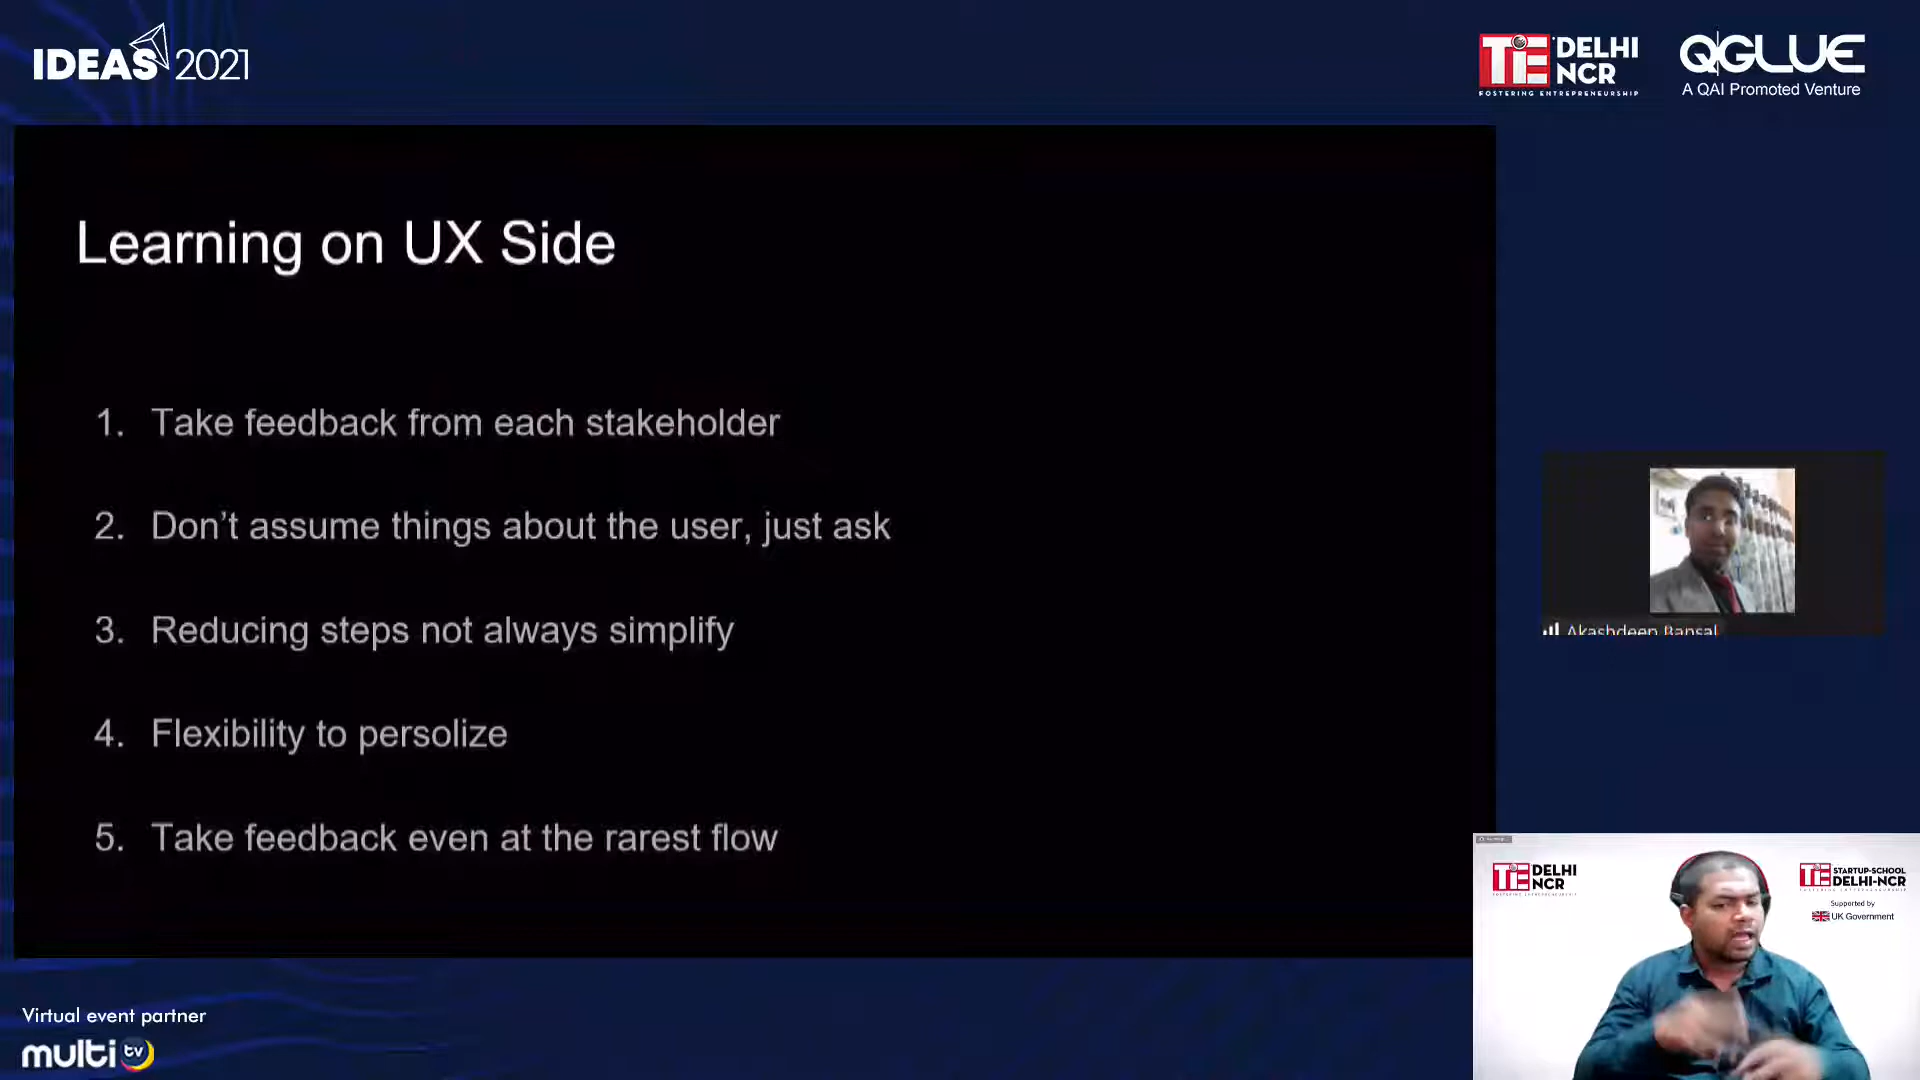 IDEAS 2021
TiE DELHI NCR
FOSTERING ENTREPRENEURSHIP
QGLUE
A QAI Promoted Venture
Learning on UX Side
1. Take feedback from each stakeholder
2. Don’t assume things about the user, just ask
3. Reducing steps not always simplify
4. Flexibility to persolize
5. Take feedback even at the rarest flow
Akashdeep Bansal
TiE DELHI NCR
TiE STARTUP-SCHOOL
DELHI-NCR
Supported by
UK Government
Virtual event partner
multi tv